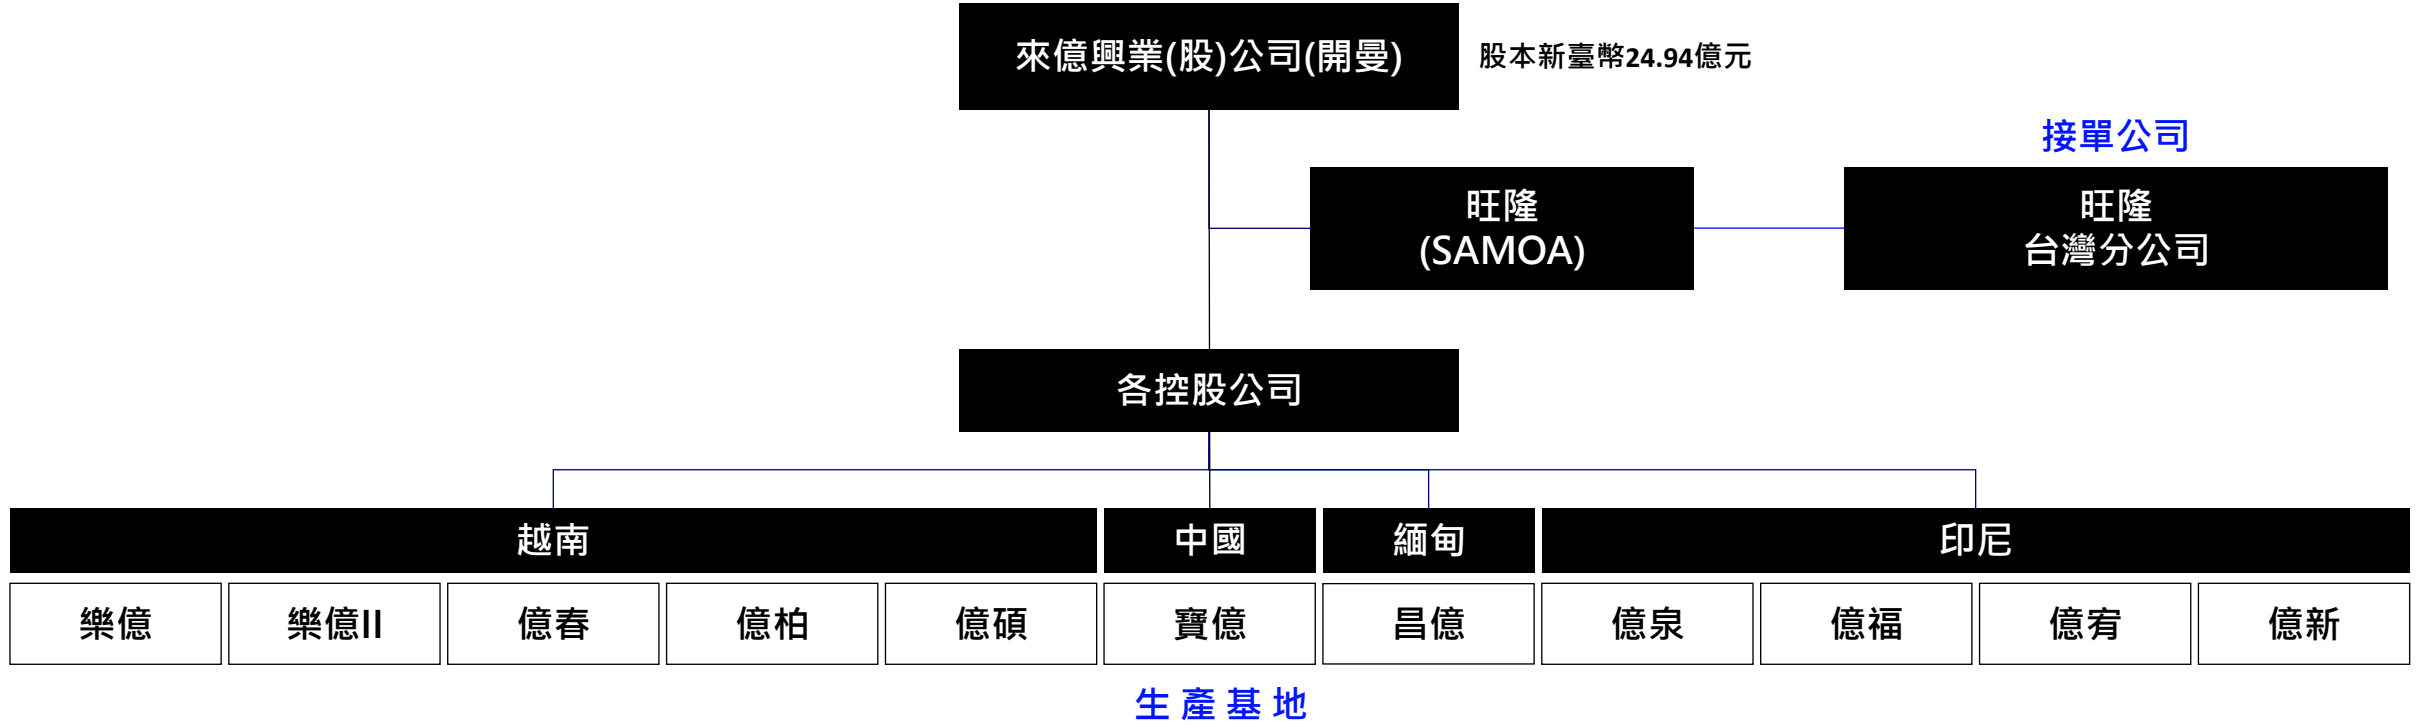 來億興業(股)公司(開曼)
股本新臺幣24.94億元
接單公司
旺隆
(SAMOA)
旺隆
台灣分公司
各控股公司
越南
中國
緬甸
印尼
樂億
樂億II
億春
億柏
億碩
寶億
昌億
億泉
億福
億宥
億新
生產基地